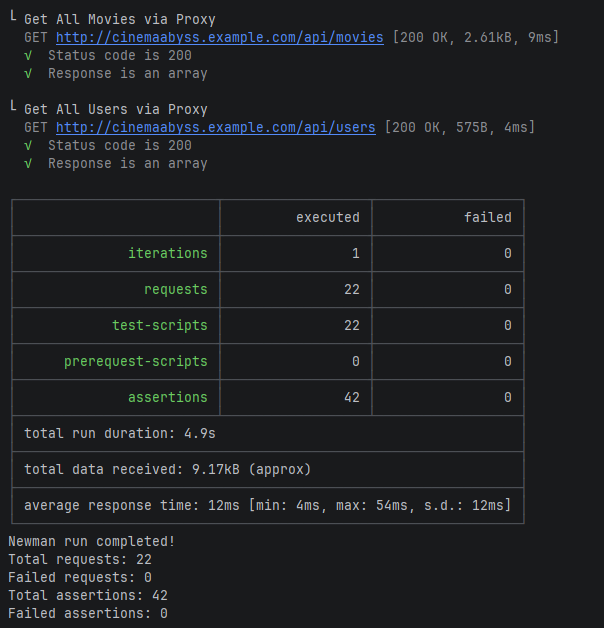 └ Get All Movies via Proxy
GET http://cinemaabyss.example.com/api/movies [200 OK, 2.61kB, 9ms]
√ Status code is 200
√ Response is an array
└ Get All Users via Proxy
GET http://cinemaabyss.example.com/api/users [200 OK, 575B, 4ms]
√ Status code is 200
√ Response is an array
executed failed
iterations 1 0
requests 22 0
test-scripts 22 0
prerequest-scripts 0 0
assertions 42 0
total run duration: 4.9s
total data received: 9.17kB (approx)
average response time: 12ms [min: 4ms, max: 54ms, s.d.: 12ms]
Newman run completed!
Total requests: 22
Failed requests: 0
Total assertions: 42
Failed assertions: 0